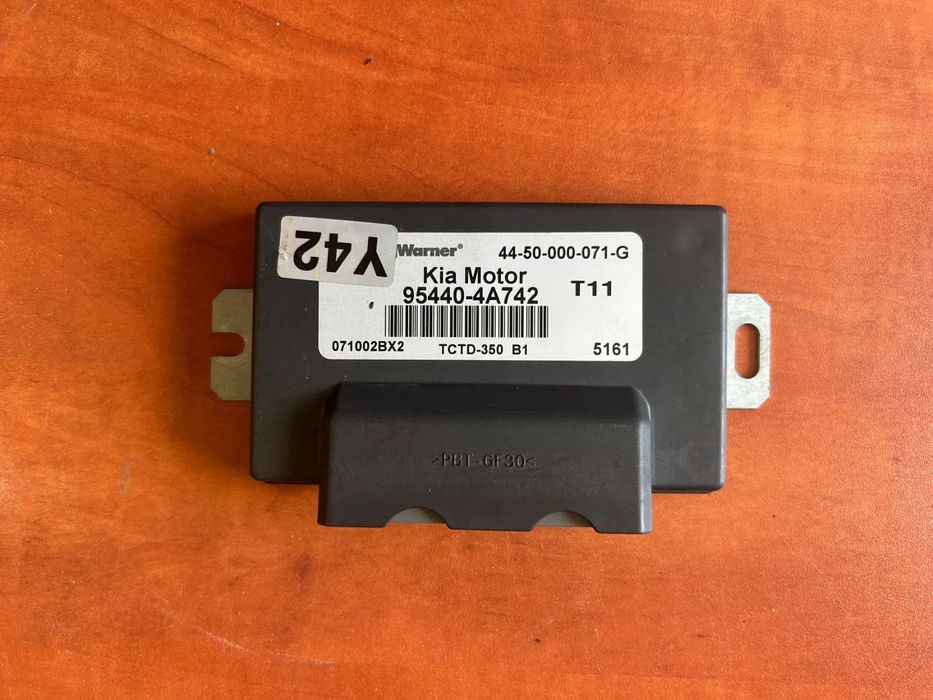 Y42
Warner® 44-50-000-071-G
Kia Motor
95440-4A742 T11
071002BX2 TCTD-350 B1 5161
>PBT-GF30<